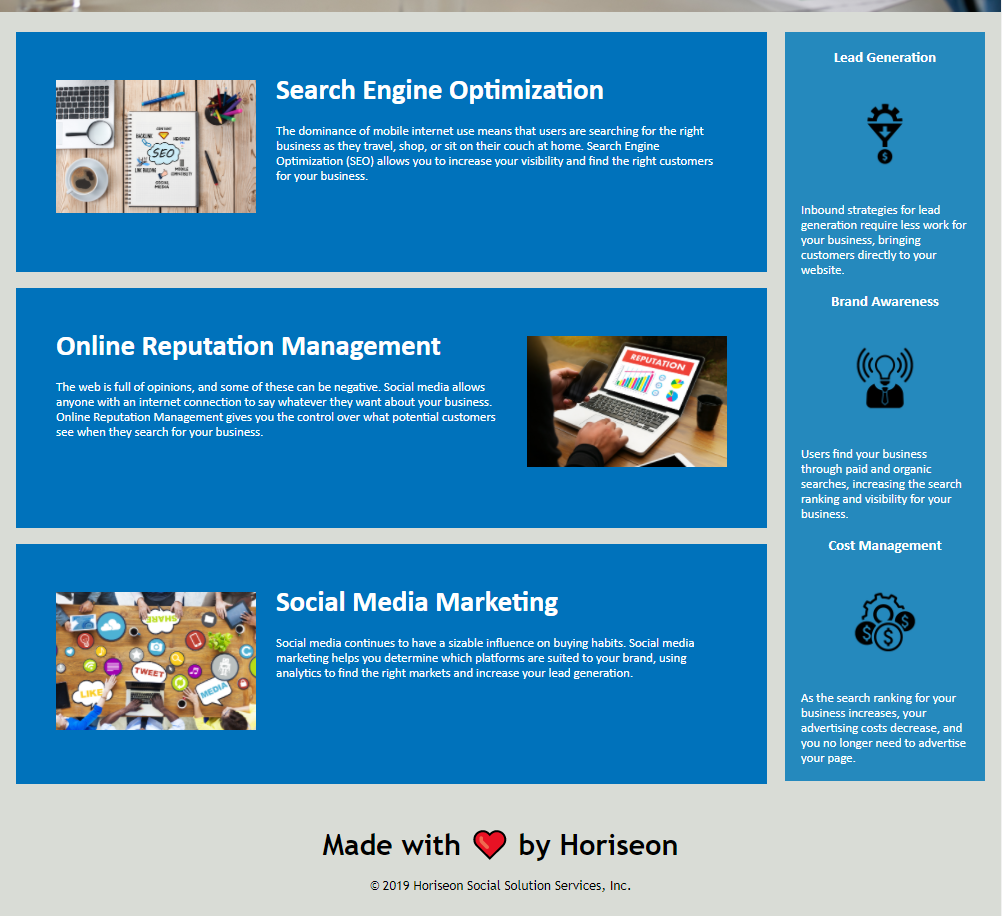 Search Engine Optimization
The dominance of mobile internet use means that users are searching for the right
business as they travel, shop, or sit on their couch at home. Search Engine
Optimization (SEO) allows you to increase your visibility and find the right customers
for your business.
SEO
Online Reputation Management
The web is full of opinions, and some of these can be negative. Social media allows
anyone with an internet connection to say whatever they want about your business.
Online Reputation Management gives you the control over what potential customers
see when they search for your business.
REPUTATION
Social Media Marketing
Social media continues to have a sizable influence on buying habits. Social media
marketing helps you determine which platforms are suited to your brand, using
analytics to find the right markets and increase your lead generation.
SHARE
TWEET
LIKE
MEDIA
Lead Generation
Inbound strategies for lead
generation require less work for
your business, bringing
customers directly to your
website.
Brand Awareness
Users find your business
through paid and organic
searches, increasing the search
ranking and visibility for your
business.
Cost Management
As the search ranking for your
business increases, your
advertising costs decrease, and
you no longer need to advertise
your page.
Made with ❤️ by Horiseon
© 2019 Horiseon Social Solution Services, Inc.